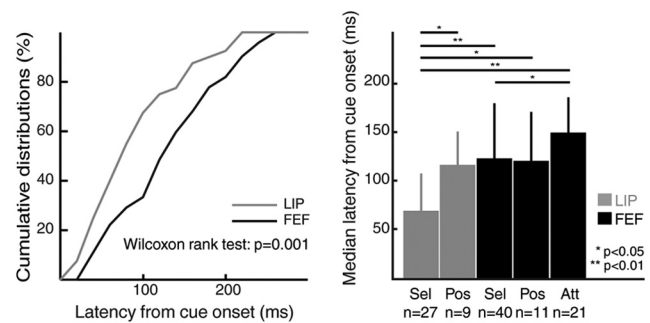 Cumulative distributions (%)
80
60
40
20
LIP
FEF
Wilcoxon rank test: p=0.001
100
200
Latency from cue onset (ms)
Median latency from cue onset (ms)
200
150
100
50
*
**
*
**
*
LIP
FEF
* p<0.05
** p<0.01
Sel Pos Sel Pos Att
n=27 n=9 n=40 n=11 n=21